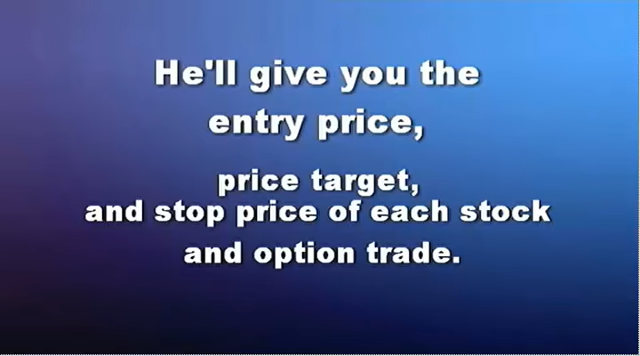 He'll give you the
entry price,
price target,
and stop price of each stock
and option trade.